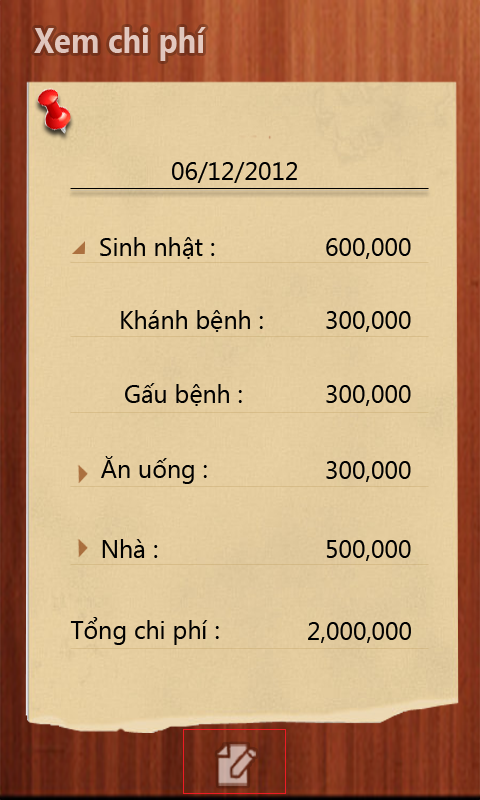 Xem chi phí
06/12/2012
Sinh nhật : 600,000
Khánh bệnh : 300,000
Gấu bệnh : 300,000
Ăn uống : 300,000
Nhà : 500,000
Tổng chi phí : 2,000,000